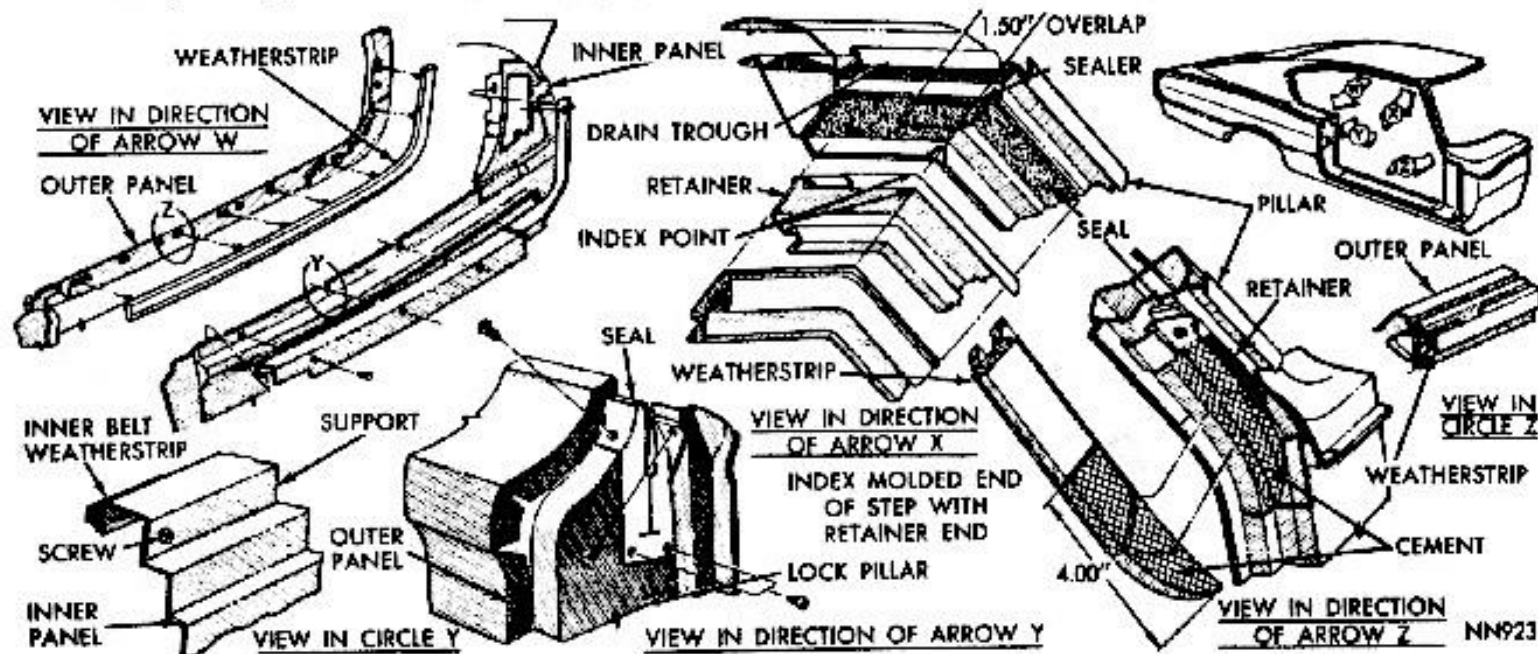 WEATHERSTRIP
INNER PANEL
1.50" OVERLAP
SEALER
VIEW IN DIRECTION
OF ARROW W
DRAIN TROUGH
OUTER PANEL
RETAINER
PILLAR
Z
INDEX POINT
SEAL
OUTER PANEL
Y
RETAINER
SEAL
WEATHERSTRIP
VIEW IN DIRECTION
OF ARROW X
VIEW IN
CIRCLE Z
INNER BELT
WEATHERSTRIP
SUPPORT
INDEX MOLDED END
OF STEP WITH
RETAINER END
WEATHERSTRIP
SCREW
OUTER
PANEL
CEMENT
LOCK PILLAR
4.00"
INNER
PANEL
VIEW IN CIRCLE Y
VIEW IN DIRECTION OF ARROW Y
VIEW IN DIRECTION
OF ARROW Z
NN923